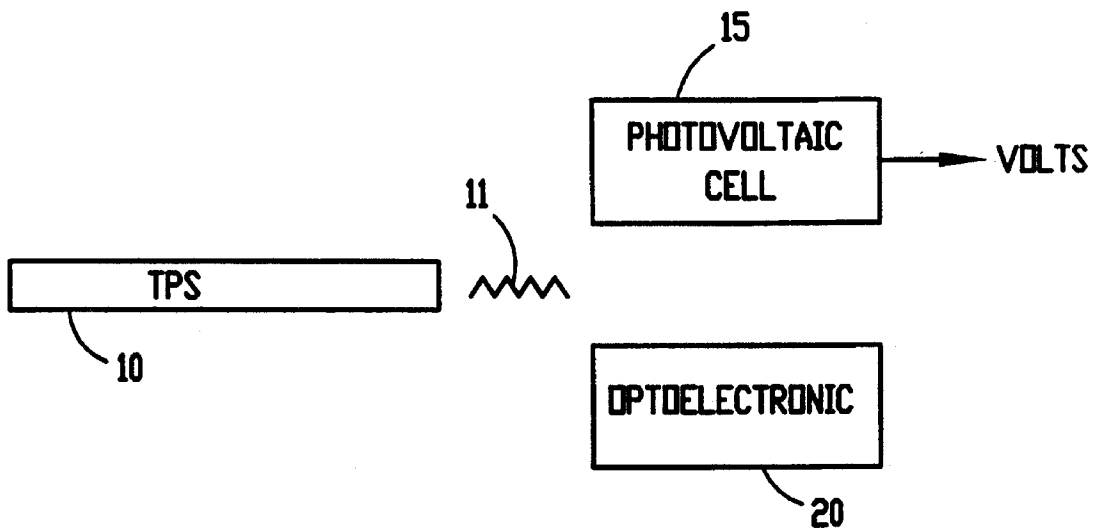 15
PHOTOVOLTAIC
CELL
VOLTS
11
TPS
10
OPTOELECTRONIC
20